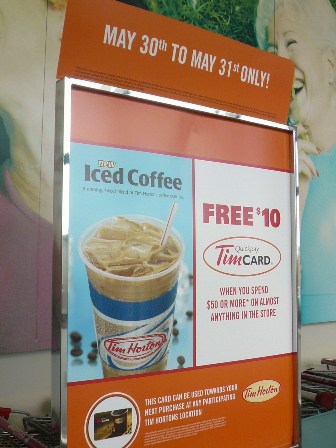 MAY 30th TO MAY 31st ONLY!
new
Iced Coffee
FREE $10
Quickpay
TimCARD
WHEN YOU SPEND
$50 OR MORE* ON ALMOST
ANYTHING IN THE STORE
Tim Hortons
THIS CARD CAN BE USED TOWARDS YOUR
NEXT PURCHASE AT ANY PARTICIPATING
TIM HORTONS LOCATION
Tim Hortons